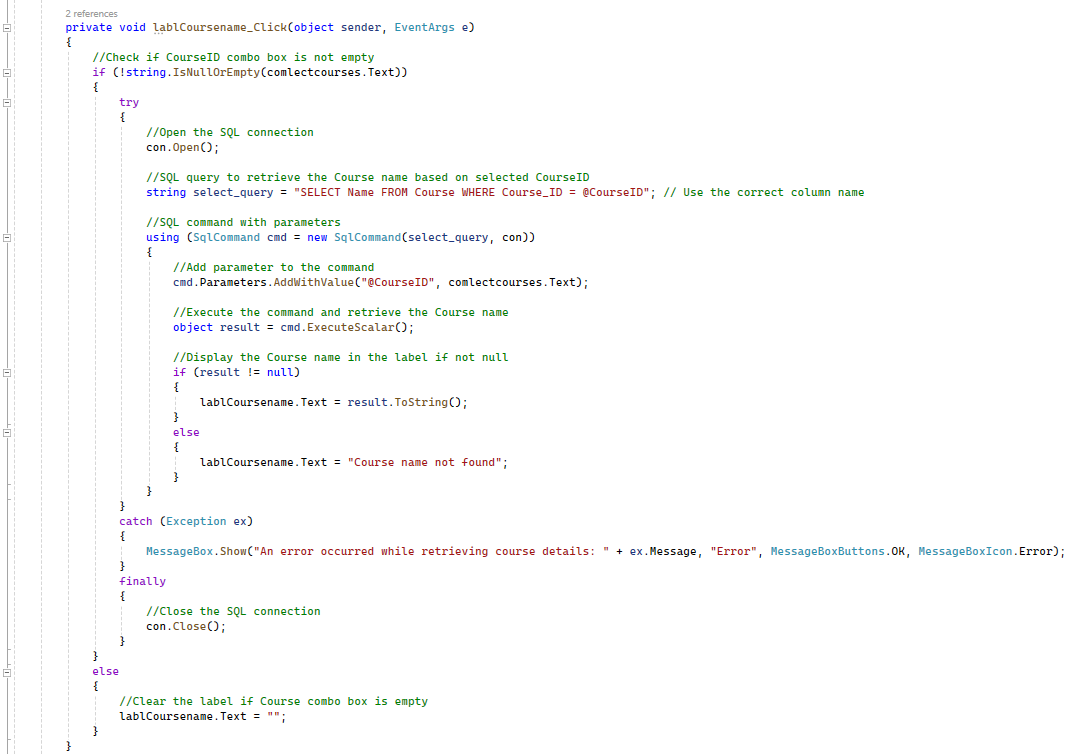 2 references
private void lablCoursename_Click(object sender, EventArgs e)
{
//Check if CourseID combo box is not empty
if (!string.IsNullOrEmpty(comlectcourses.Text))
{
try
{
//Open the SQL connection
con.Open();
//SQL query to retrieve the Course name based on selected CourseID
string select_query = "SELECT Name FROM Course WHERE Course_ID = @CourseID"; // Use the correct column name
//SQL command with parameters
using (SqlCommand cmd = new SqlCommand(select_query, con))
{
//Add parameter to the command
cmd.Parameters.AddWithValue("@CourseID", comlectcourses.Text);
//Execute the command and retrieve the Course name
object result = cmd.ExecuteScalar();
//Display the Course name in the label if not null
if (result != null)
{
lablCoursename.Text = result.ToString();
}
else
{
lablCoursename.Text = "Course name not found";
}
}
}
catch (Exception ex)
{
MessageBox.Show("An error occurred while retrieving course details: " + ex.Message, "Error", MessageBoxButtons.OK, MessageBoxIcon.Error);
}
finally
{
//Close the SQL connection
con.Close();
}
}
else
{
//Clear the label if Course combo box is empty
lablCoursename.Text = "";
}
}